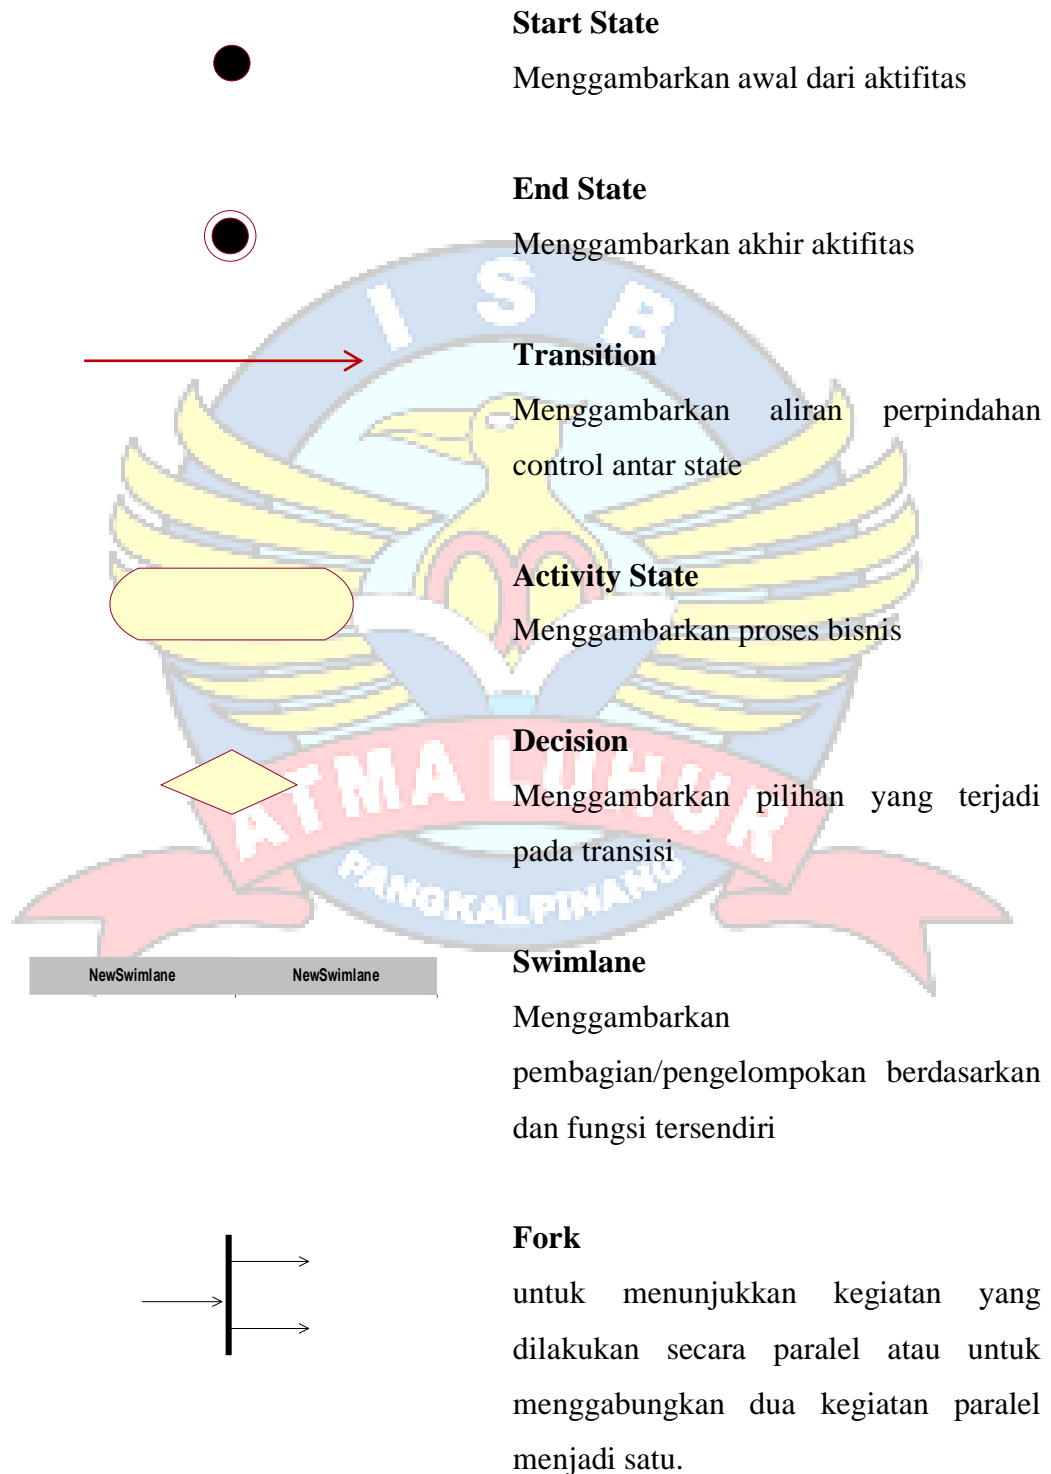 Start State
Menggambarkan awal dari aktifitas
End State
Menggambarkan akhir aktifitas
I S B
Transition
Menggambarkan aliran perpindahan
control antar state
Activity State
Menggambarkan proses bisnis
Decision
Menggambarkan pilihan yang terjadi
pada transisi
ATMA LUHUR
PANGKALPINANG
NewSwimlane NewSwimlane
Swimlane
Menggambarkan
pembagian/pengelompokan berdasarkan
dan fungsi tersendiri
Fork
untuk menunjukkan kegiatan yang
dilakukan secara paralel atau untuk
menggabungkan dua kegiatan paralel
menjadi satu.